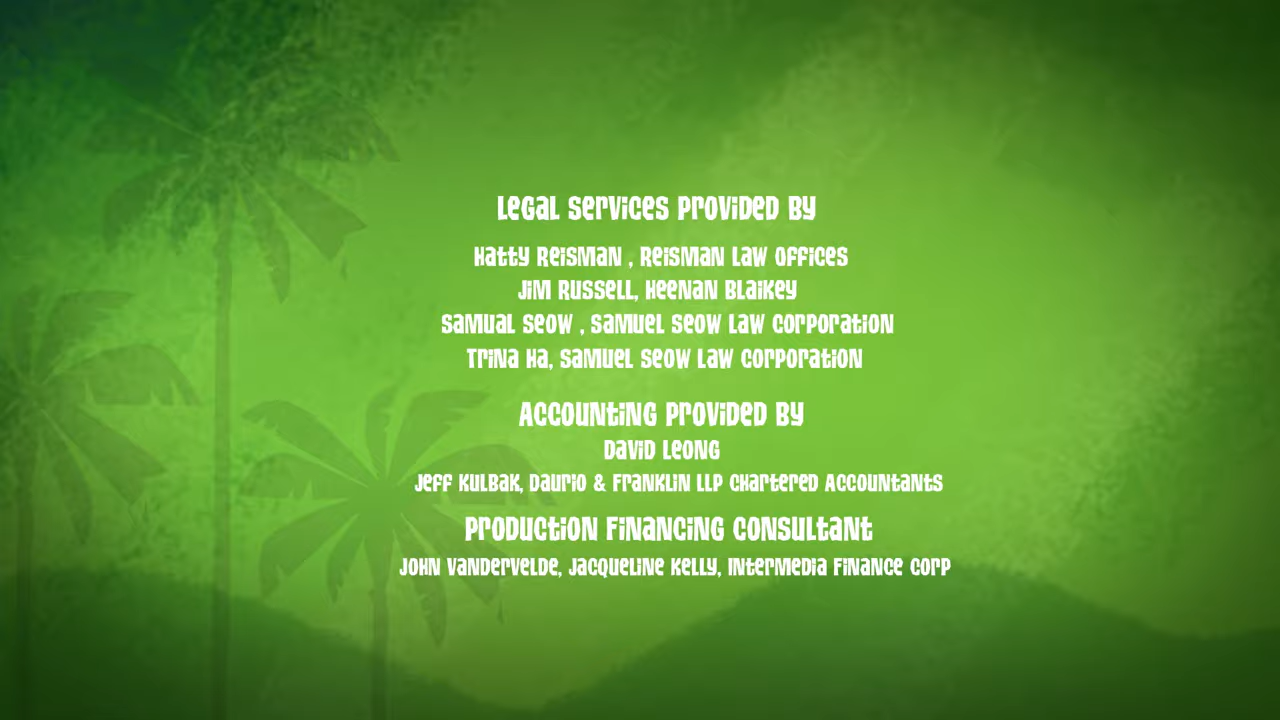 Legal Services Provided By
Hatty Reisman , Reisman Law Offices
Jim Russell, Heenan Blaikey
Samual Seow , Samuel Seow Law Corporation
Trina Ha, Samuel Seow Law Corporation
Accounting Provided By
David Leong
Jeff Kulbak, Daurio & Franklin LLP Chartered Accountants
Production Financing Consultant
John Vandervelde, Jacqueline Kelly, Intermedia Finance Corp